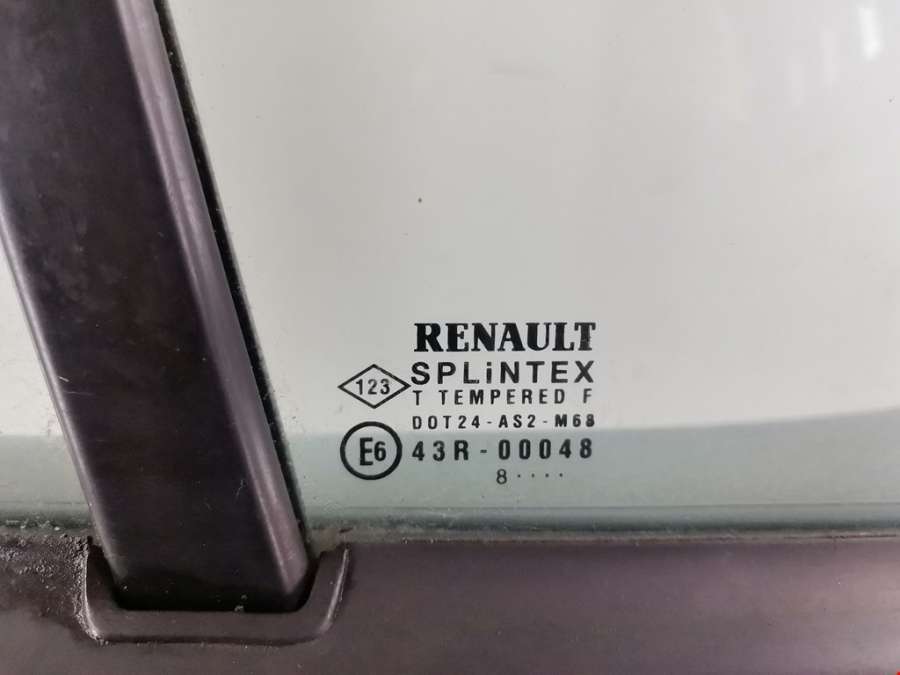 RENAULT
123 SPLiNTEX
T TEMPERED F
DOT24-AS2-M68
E6 43R-00048
8····